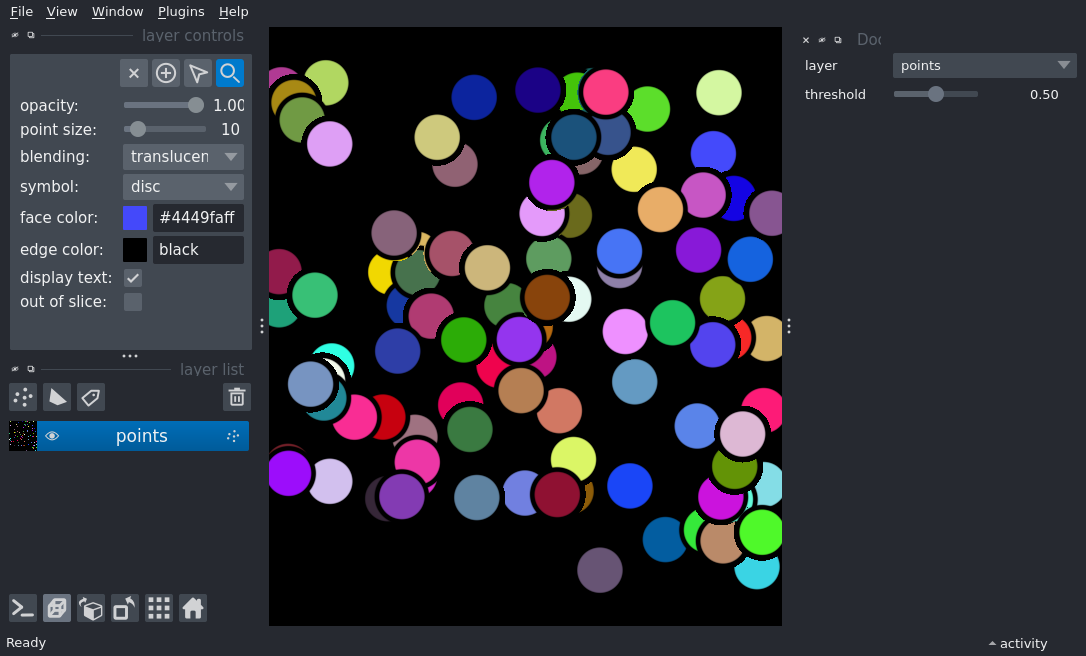 File View Window Plugins Help
layer controls
opacity: 1.00
point size: 10
blending: translucen
symbol: disc
face color: #4449faff
edge color: black
display text:
out of slice:
layer list
points
Doc
layer points
threshold 0.50
Ready
activity